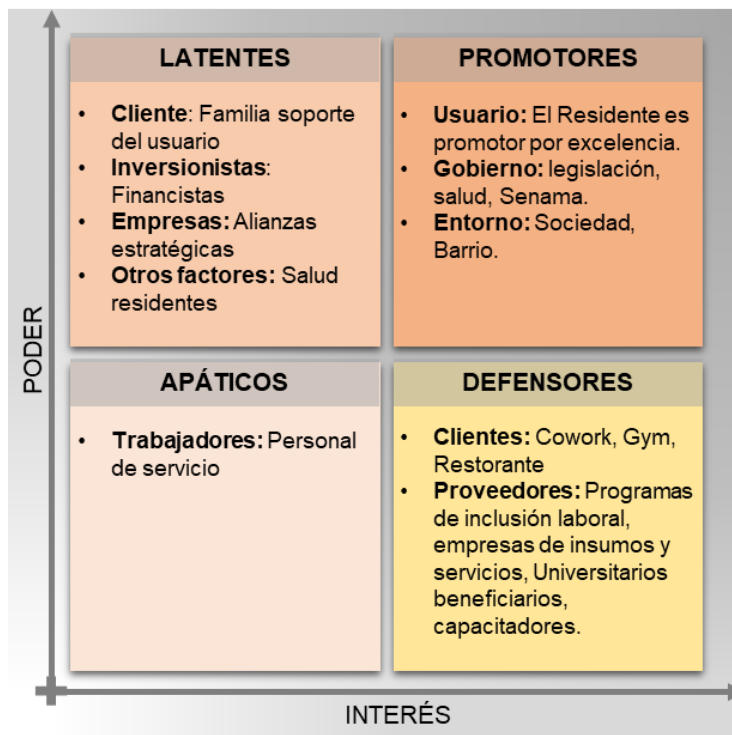 LATENTES
• Cliente: Familia soporte
del usuario
• Inversionistas:
Financistas
• Empresas: Alianzas
estratégicas
• Otros factores: Salud
residentes
PROMOTORES
• Usuario: El Residente es
promotor por excelencia.
• Gobierno: legislación,
salud, Senama.
• Entorno: Sociedad,
Barrio.
APÁTICOS
• Trabajadores: Personal
de servicio
DEFENSORES
• Clientes: Cowork, Gym,
Restorante
• Proveedores: Programas
de inclusión laboral,
empresas de insumos y
servicios, Universitarios
beneficiarios,
capacitadores.
PODER
INTERÉS